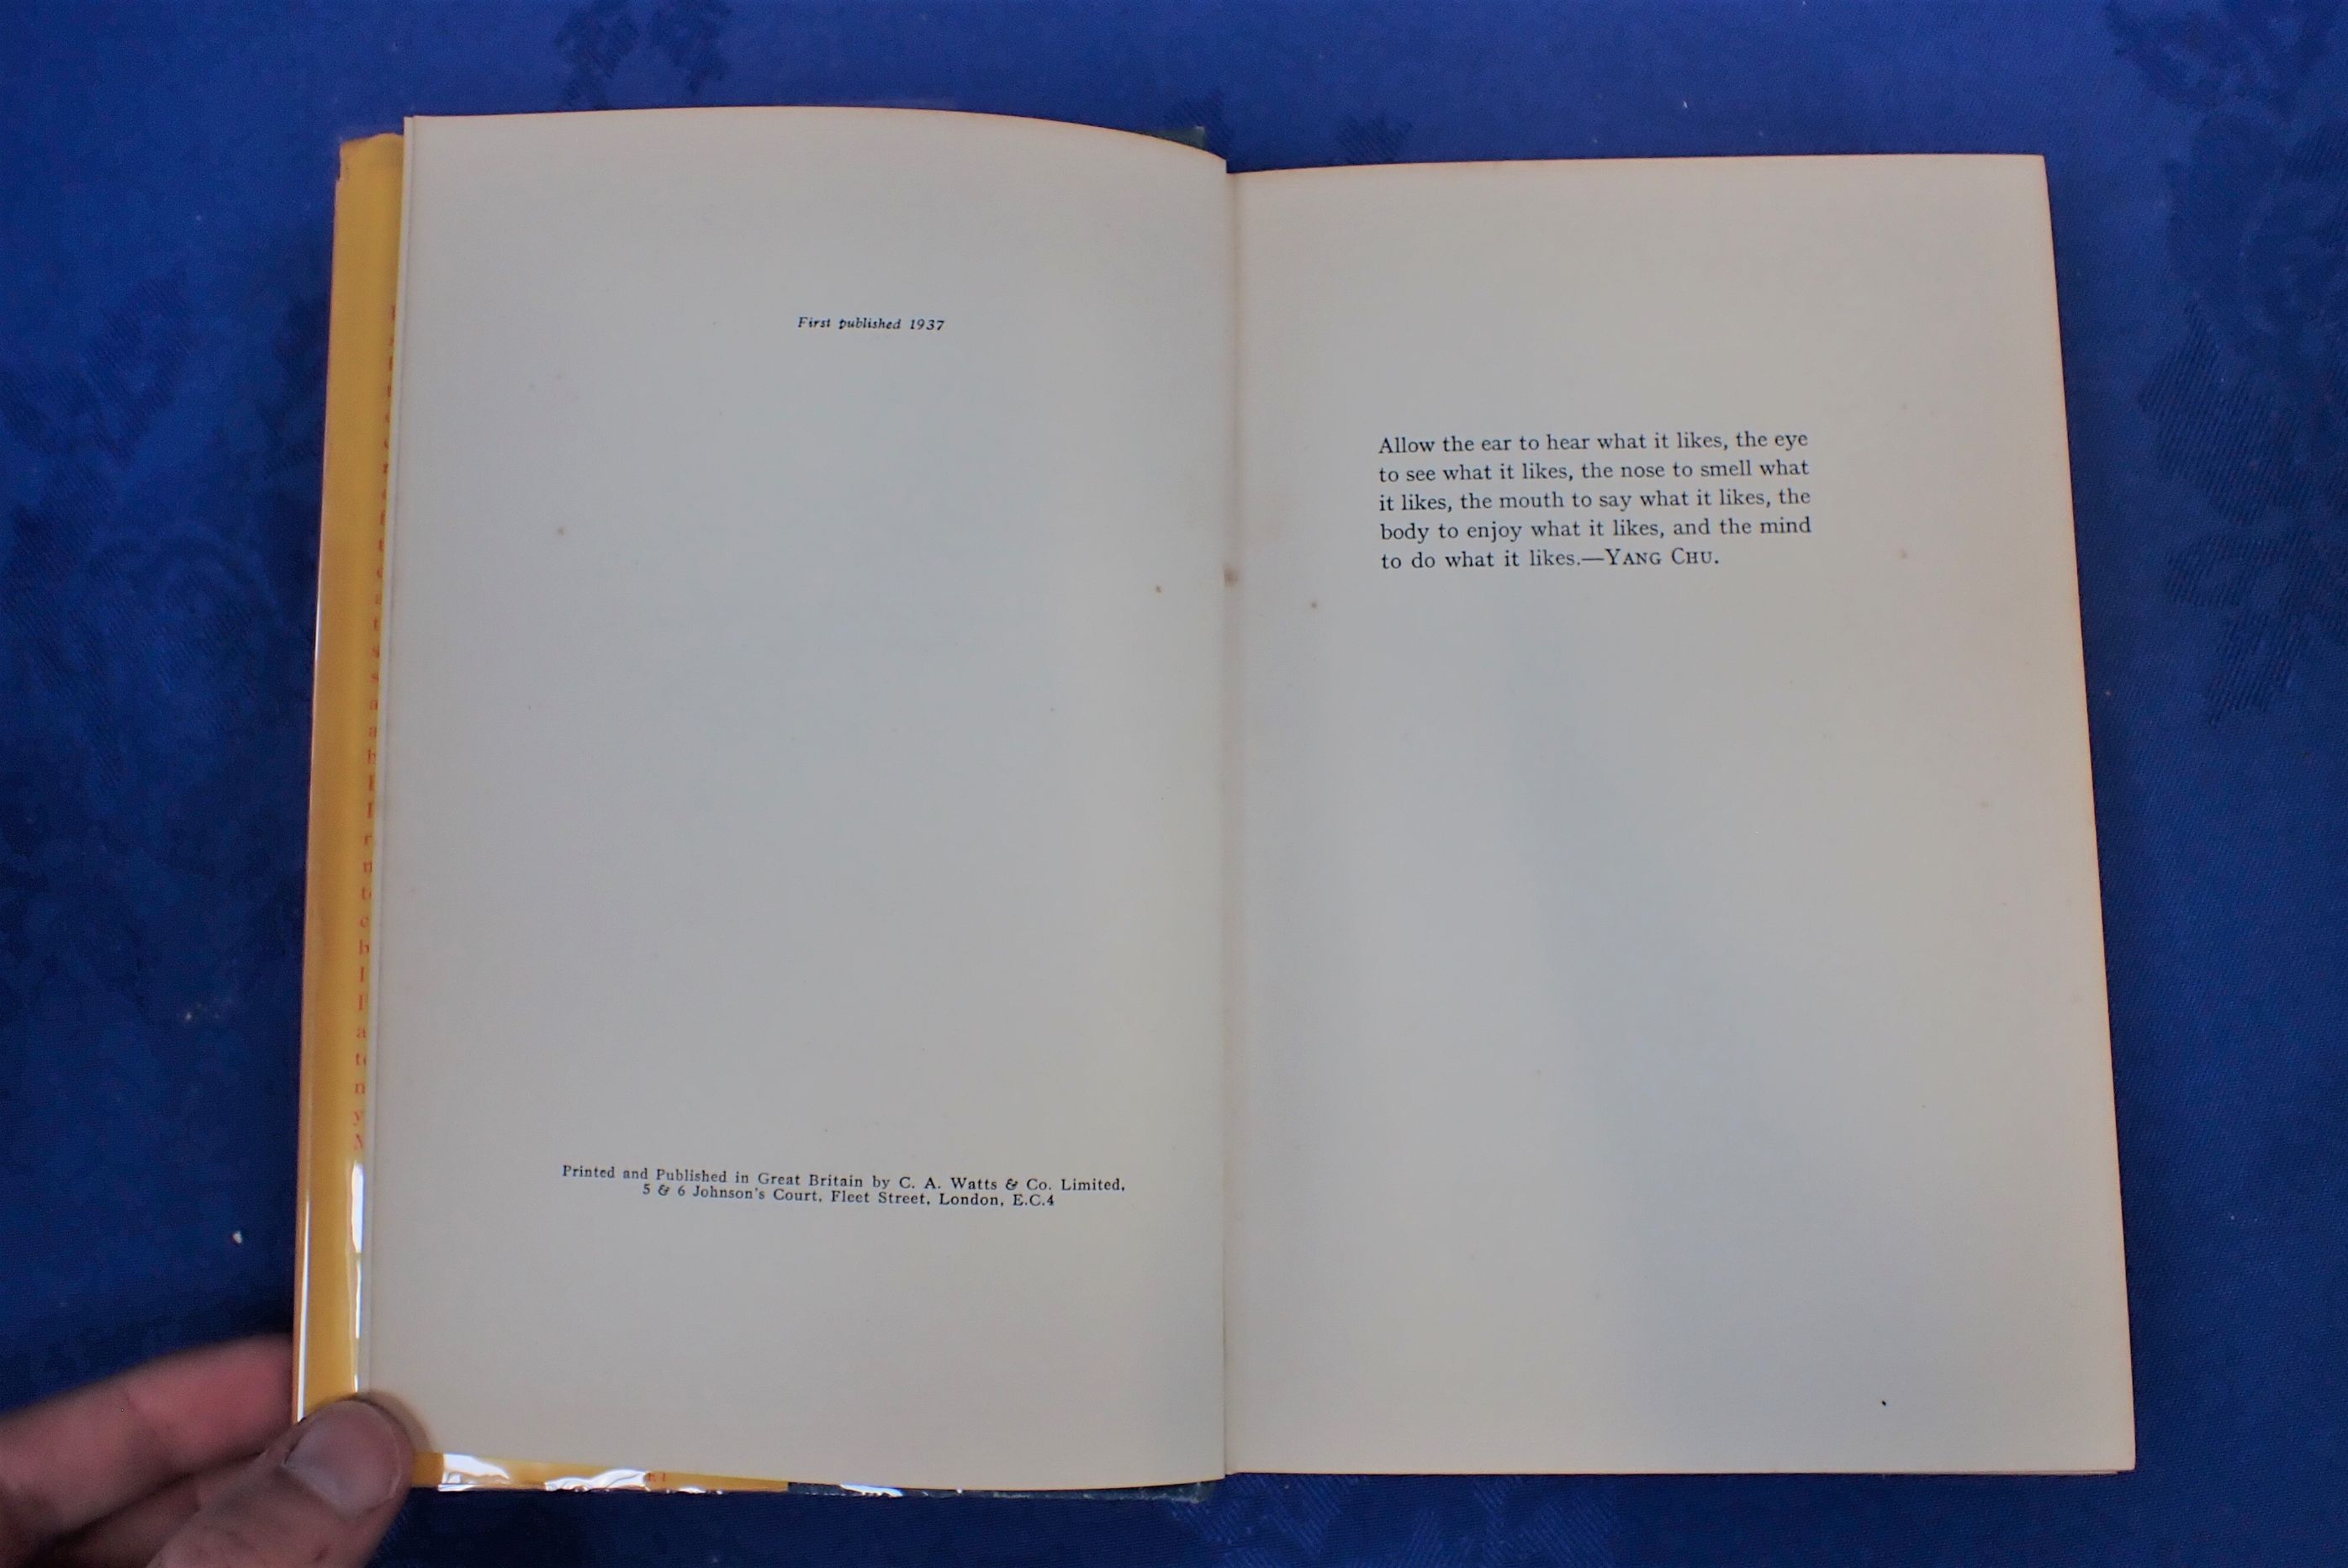 First published 1937
Printed and Published in Great Britain by C. A. Watts & Co. Limited,
5 & 6 Johnson's Court, Fleet Street, London, E.C.4
Allow the ear to hear what it likes, the eye
to see what it likes, the nose to smell what
it likes, the mouth to say what it likes, the
body to enjoy what it likes, and the mind
to do what it likes.—YANG CHU.